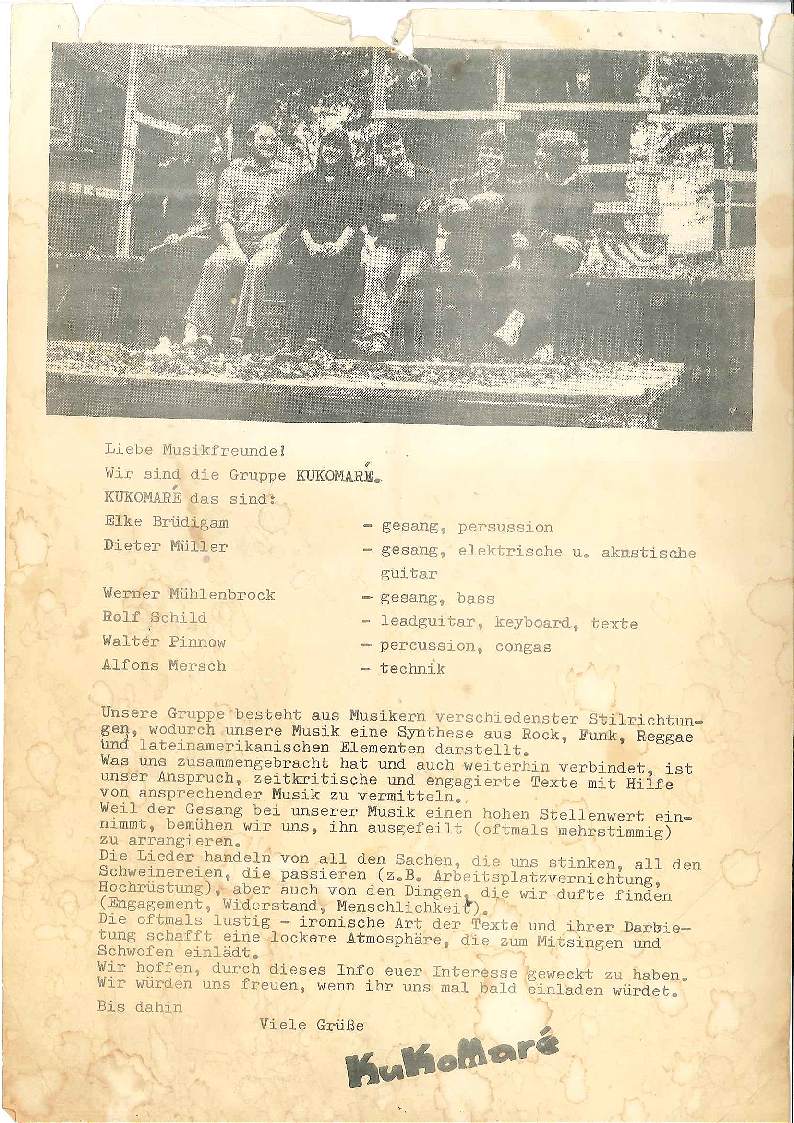 Liebe Musikfreunde!
Wir sind die Gruppe KUKOMARÉ.
KUKOMARÉ das sind:
Elke Brüdigam – gesang, persussion
Dieter Müller – gesang, elektrische u. akustische
guitar
Werner Mühlenbrock – gesang, bass
Rolf Schild – leadguitar, keyboard, texte
Walter Pinnow – percussion, congas
Alfons Mersch – technik
Unsere Gruppe besteht aus Musikern verschiedenster Stilrichtun-
gen, wodurch unsere Musik eine Synthese aus Rock, Funk, Reggae
und lateinamerikanischen Elementen darstellt.
Was uns zusammengebracht hat und auch weiterhin verbindet, ist
unser Anspruch, zeitkritische und engagierte Texte mit Hilfe
von ansprechender Musik zu vermitteln.
Weil der Gesang bei unserer Musik einen hohen Stellenwert ein-
nimmt, bemühen wir uns, ihn ausgefeilt (oftmals mehrstimmig)
zu arrangieren.
Die Lieder handeln von all den Sachen, die uns stinken, all den
Schweinereien, die passieren (z.B. Arbeitsplatzvernichtung,
Hochrüstung), aber auch von den Dingen, die wir dufte finden
(Engagement, Widerstand, Menschlichkeit).
Die oftmals lustig – ironische Art der Texte und ihrer Darbie-
tung schafft eine lockere Atmosphäre, die zum Mitsingen und
Schwofen einlädt.
Wir hoffen, durch dieses Info euer Interesse geweckt zu haben.
Wir würden uns freuen, wenn ihr uns mal bald einladen würdet.
Bis dahin
Viele Grüße
KuKoMaré